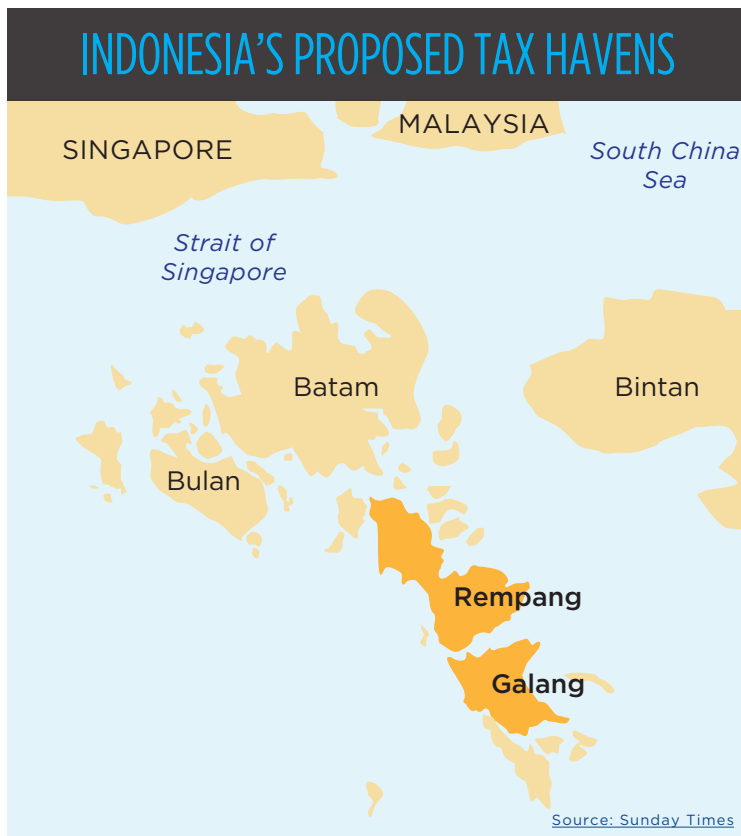 INDONESIA'S PROPOSED TAX HAVENS
MALAYSIA
SINGAPORE
South China
Sea
Strait of
Singapore
Batam
Bintan
Bulan
Rempang
Galang
Source: Sunday Times